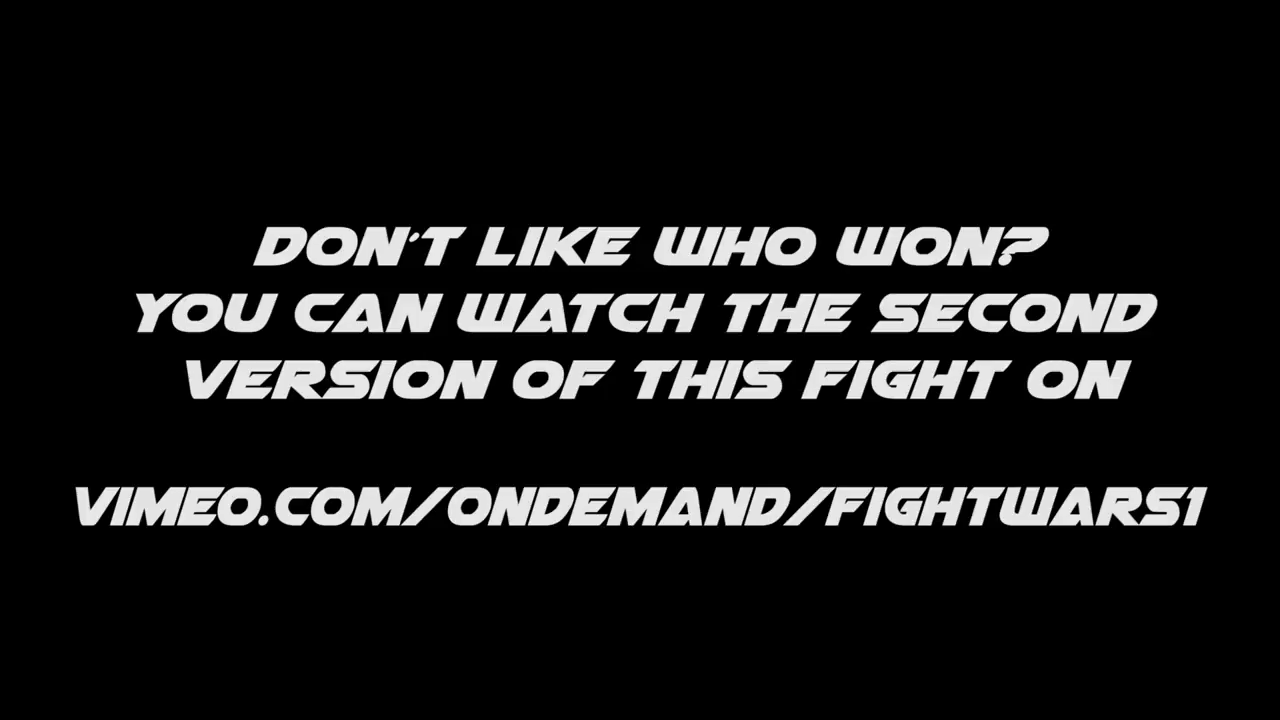 DON'T LIKE WHO WON?
YOU CAN WATCH THE SECOND
VERSION OF THIS FIGHT ON
VIMEO.COM/ONDEMAND/FIGHTWARS1